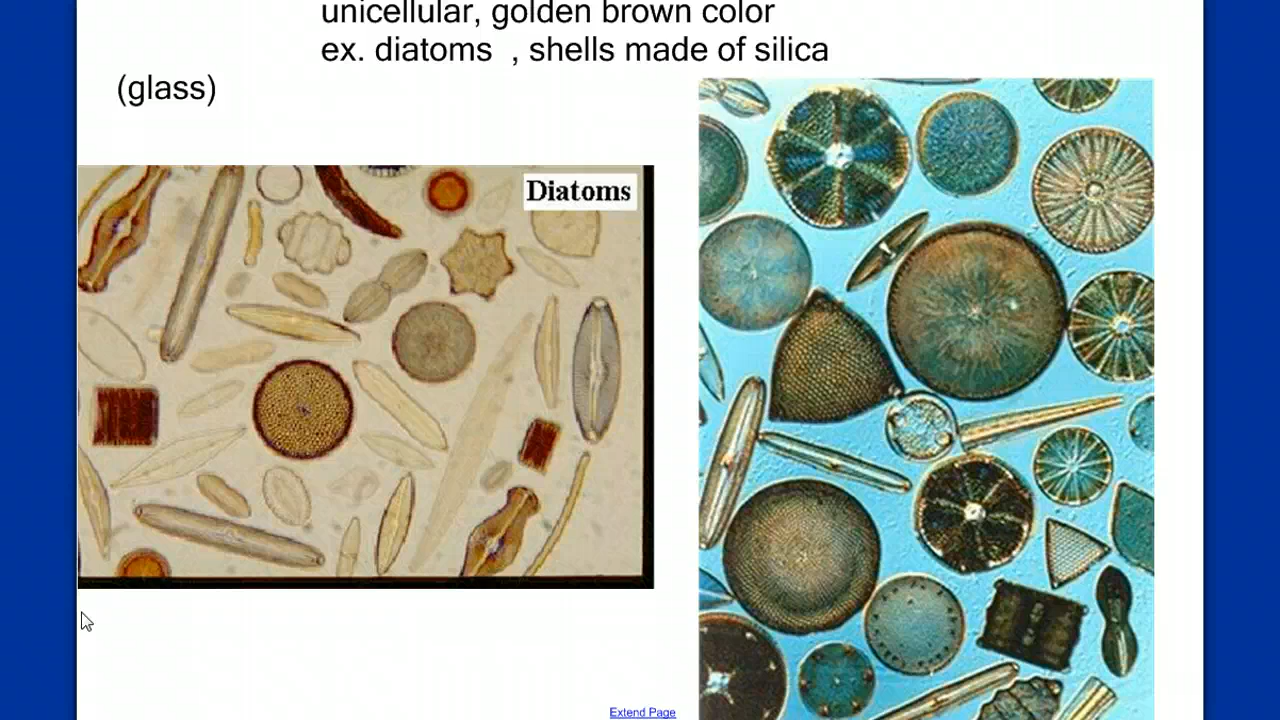 unicellular, golden brown color
ex. diatoms , shells made of silica
(glass)
Diatoms
Extend Page